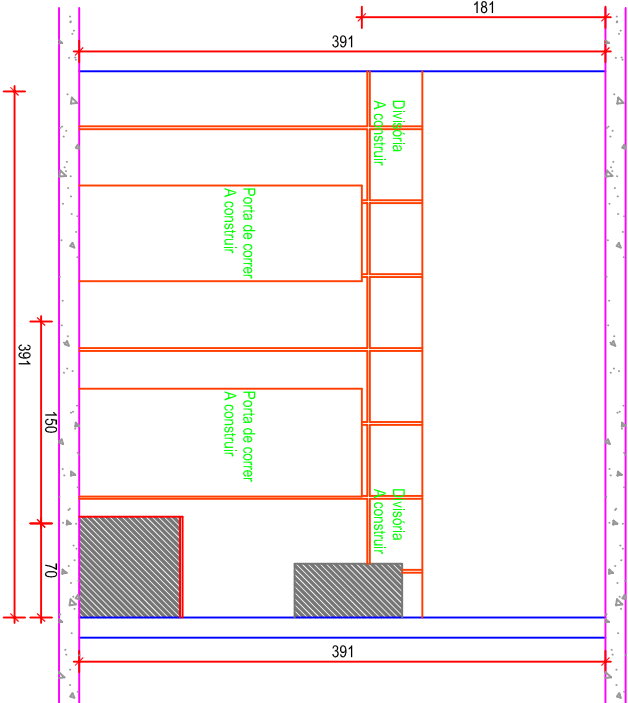 181
391
Divisória
A construir
Porta de correr
A construir
391
150
Porta de correr
A construir
Divisória
A construir
70
391